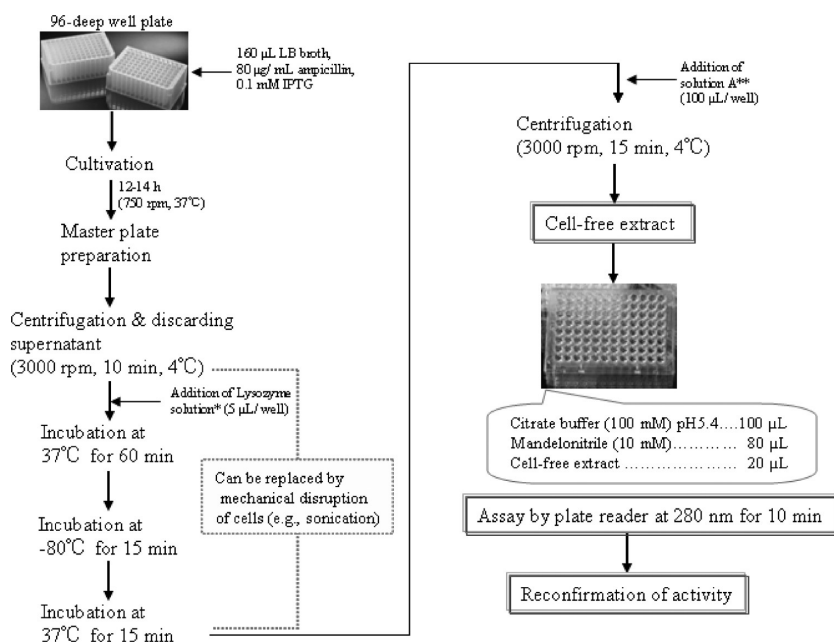 96-deep well plate
160 μL LB broth,
80 μg/ mL ampicillin,
0.1 mM IPTG
Cultivation
12-14 h
(750 rpm, 37℃)
Master plate
preparation
Centrifugation & discarding
supernatant
(3000 rpm, 10 min, 4℃)
Addition of Lysozyme
solution* (5 μL/ well)
Incubation at
37℃ for 60 min
Can be replaced by
mechanical disruption
of cells (e.g., sonication)
Incubation at
-80℃ for 15 min
Incubation at
37℃ for 15 min
Addition of
solution A**
(100 μL/ well)
Centrifugation
(3000 rpm, 15 min, 4℃)
Cell-free extract
Citrate buffer (100 mM) pH5.4....100 μL
Mandelonitrile (10 mM)………… 80 μL
Cell-free extract ………………… 20 μL
Assay by plate reader at 280 nm for 10 min
Reconfirmation of activity